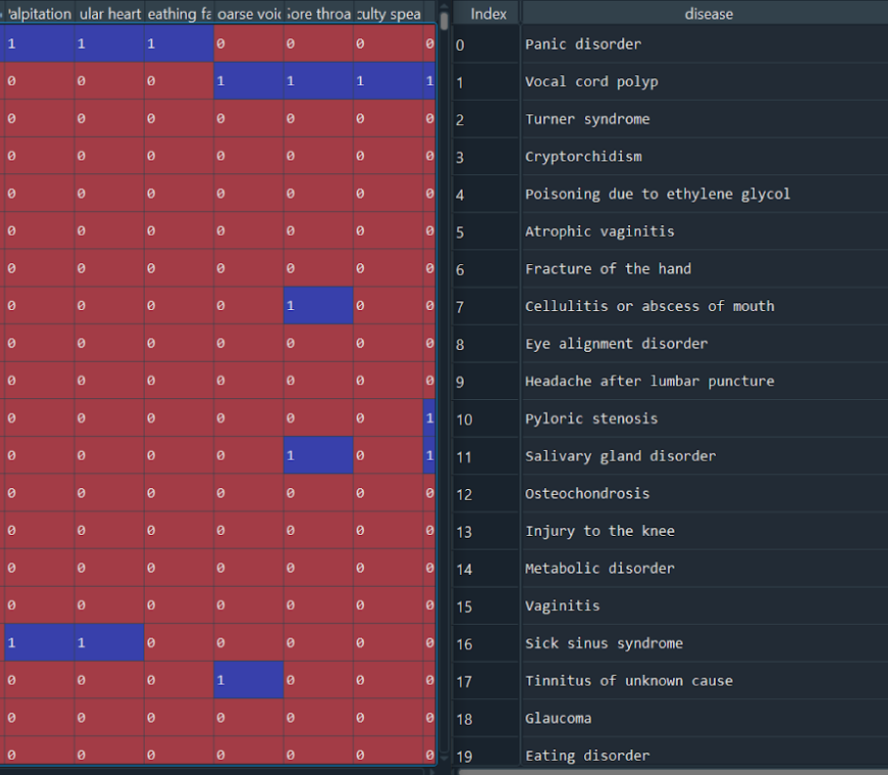 'alpitation ular heart eathing fa oarse voic Sore throa culty spea Index disease
1 1 1 0 0 0 0 0 Panic disorder
0 0 0 1 1 1 1 1 Vocal cord polyp
0 0 0 0 0 0 0 2 Turner syndrome
0 0 0 0 0 0 0 3 Cryptorchidism
0 0 0 0 0 0 0 4 Poisoning due to ethylene glycol
0 0 0 0 0 0 0 5 Atrophic vaginitis
0 0 0 0 0 0 0 6 Fracture of the hand
0 0 0 0 1 0 0 7 Cellulitis or abscess of mouth
0 0 0 0 0 0 0 8 Eye alignment disorder
0 0 0 0 0 0 0 9 Headache after lumbar puncture
0 0 0 0 0 0 1 10 Pyloric stenosis
0 0 0 0 1 0 1 11 Salivary gland disorder
0 0 0 0 0 0 0 12 Osteochondrosis
0 0 0 0 0 0 0 13 Injury to the knee
0 0 0 0 0 0 0 14 Metabolic disorder
0 0 0 0 0 0 0 15 Vaginitis
1 1 0 0 0 0 0 16 Sick sinus syndrome
0 0 0 1 0 0 0 17 Tinnitus of unknown cause
0 0 0 0 0 0 0 18 Glaucoma
0 0 0 0 0 0 0 19 Eating disorder